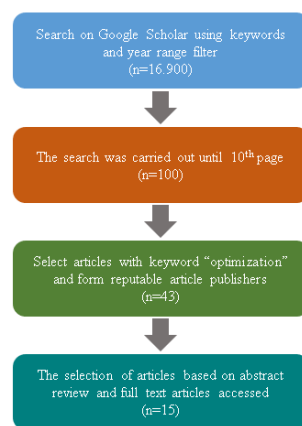 Search on Google Scholar using keywords
and year range filter
(n=16.900)
The search was carried out until 10th page
(n=100)
Select articles with keyword “optimization”
and form reputable article publishers
(n=43)
The selection of articles based on abstract
review and full text articles accessed
(n=15)